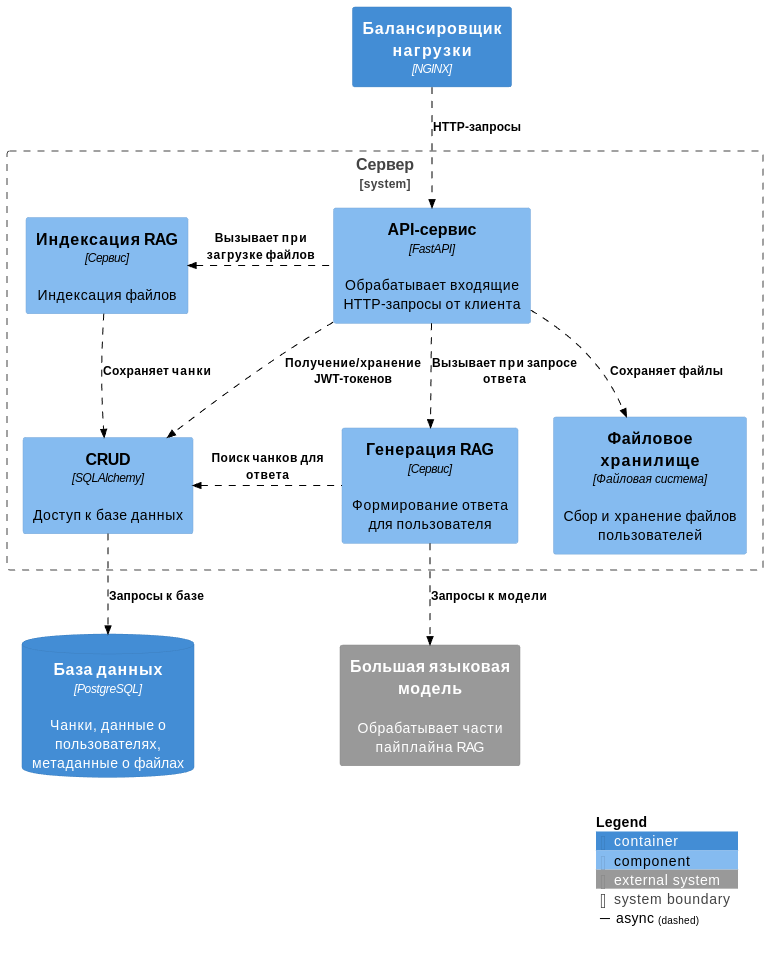 Балансировщик
нагрузки
[NGINX]
HTTP-запросы
Сервер
[system]
API-сервис
[FastAPI]
Обрабатывает входящие
HTTP-запросы от клиента
Вызывает при
загрузке файлов
Индексация RAG
[Сервис]
Индексация файлов
Сохраняет чанки
Получение/хранение
JWT-токенов
Вызывает при запросе
ответа
Сохраняет файлы
CRUD
[SQLAlchemy]
Доступ к базе данных
Поиск чанков для
ответа
Генерация RAG
[Сервис]
Формирование ответа
для пользователя
Файловое
хранилище
[Файловая система]
Сбор и хранение файлов
пользователей
Запросы к базе
Запросы к модели
База данных
[PostgreSQL]
Чанки, данные о
пользователях,
метаданные о файлах
Большая языковая
модель
Обрабатывает части
пайплайна RAG
Legend
container
component
external system
system boundary
async (dashed)